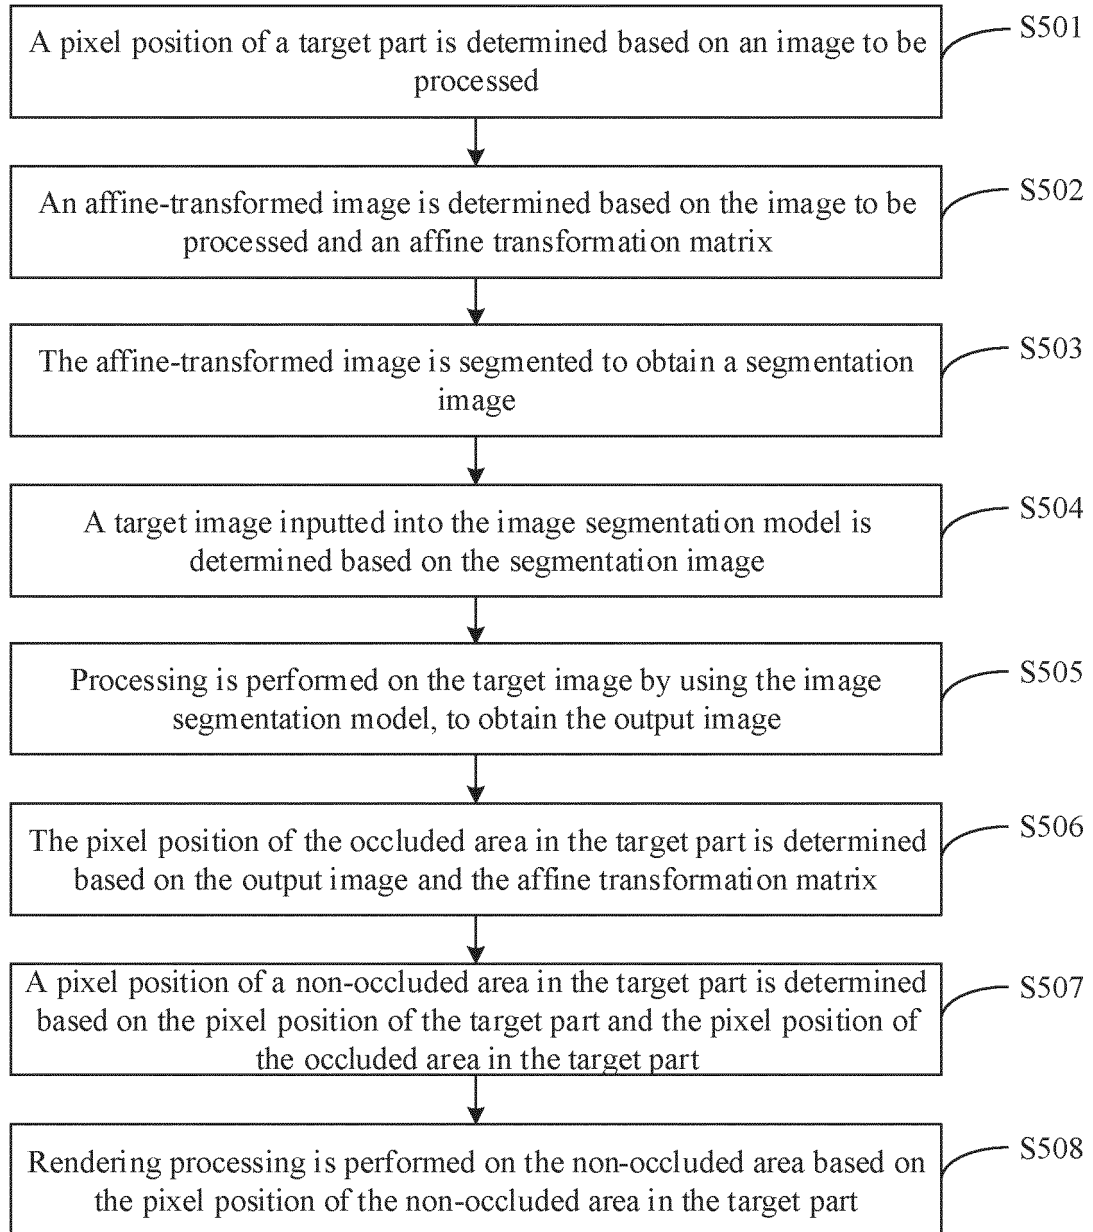 A pixel position of a target part is determined based on an image to be
processed
S501
An affine-transformed image is determined based on the image to be
processed and an affine transformation matrix
S502
The affine-transformed image is segmented to obtain a segmentation
image
S503
A target image inputted into the image segmentation model is
determined based on the segmentation image
S504
Processing is performed on the target image by using the image
segmentation model, to obtain the output image
S505
The pixel position of the occluded area in the target part is determined
based on the output image and the affine transformation matrix
S506
A pixel position of a non-occluded area in the target part is determined
based on the pixel position of the target part and the pixel position of
the occluded area in the target part
S507
Rendering processing is performed on the non-occluded area based on
the pixel position of the non-occluded area in the target part
S508